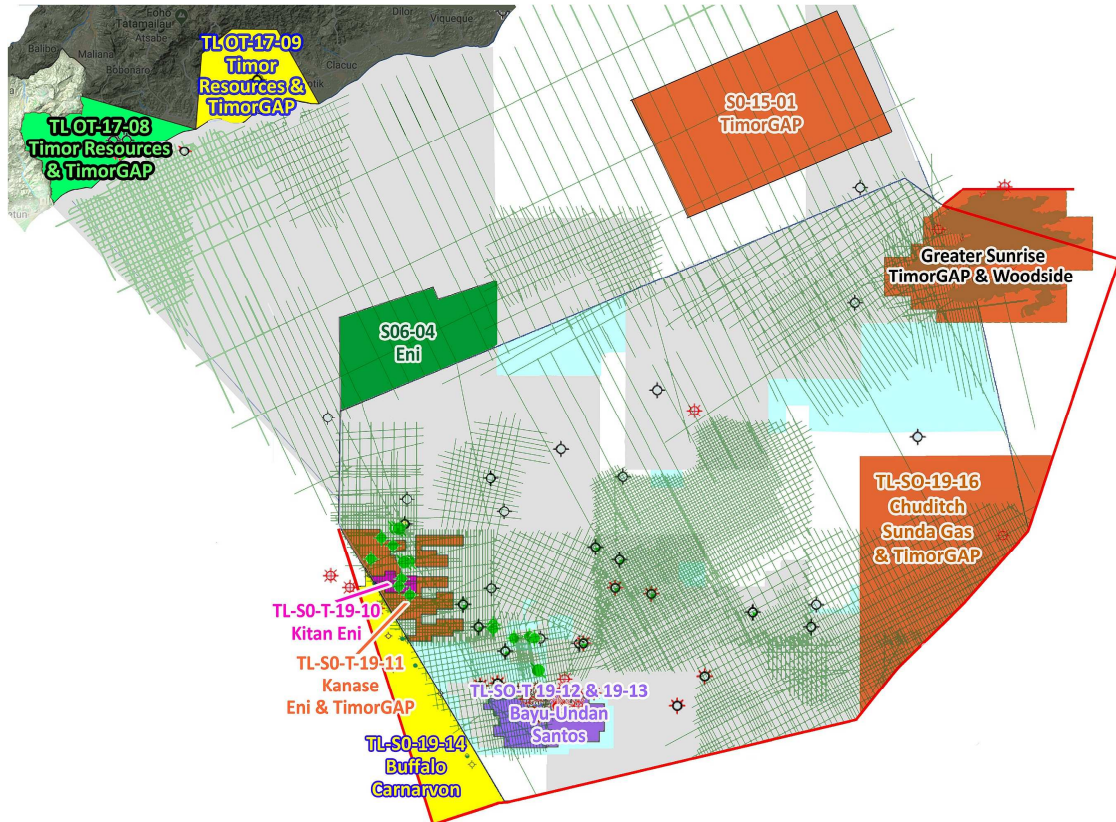 Foho
Tatamailau
Atsabe
Dilor
Viqueque
Balibo
Maliana
Bobonaro
Clacuc
TL OT-17-09
Timor
Resources &
TimorGAP
TL OT-17-08
Timor Resources
& TimorGAP
S0-15-01
TimorGAP
Greater Sunrise
TimorGAP & Woodside
S06-04
Eni
TL-SO-19-16
Chuditch
Sunda Gas
& TImorGAP
TL-S0-T-19-10
Kitan Eni
TL-S0-T-19-11
Kanase
Eni & TimorGAP
TL-SO-T 19-12 & 19-13
Bayu-Undan
Santos
TL-S0-19-14
Buffalo
Carnarvon